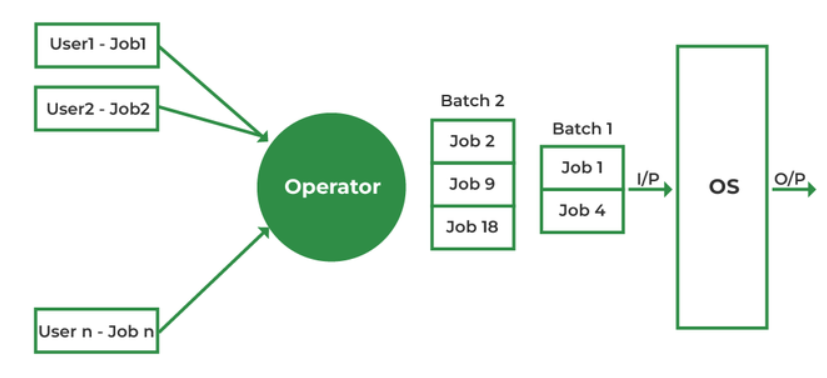 User1 - Job1
User2 - Job2
User n - Job n
Operator
Batch 2
Job 2
Job 9
Job 18
Batch 1
Job 1
Job 4
I/P
OS
O/P